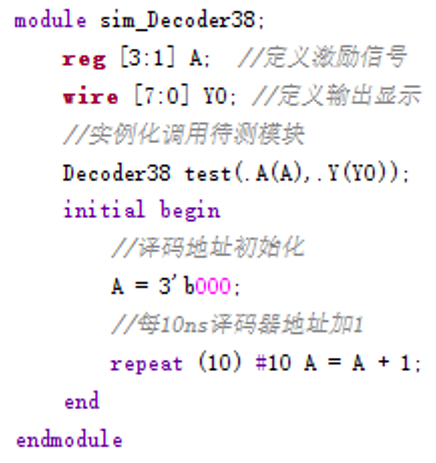 module sim_Decoder38;
reg [3:1] A; //定义激励信号
wire [7:0] Y0; //定义输出显示
//实例化调用待测模块
Decoder38 test(.A(A),.Y(Y0));
initial begin
//译码地址初始化
A = 3'b000;
//每10ns译码器地址加1
repeat (10) #10 A = A + 1;
end
endmodule